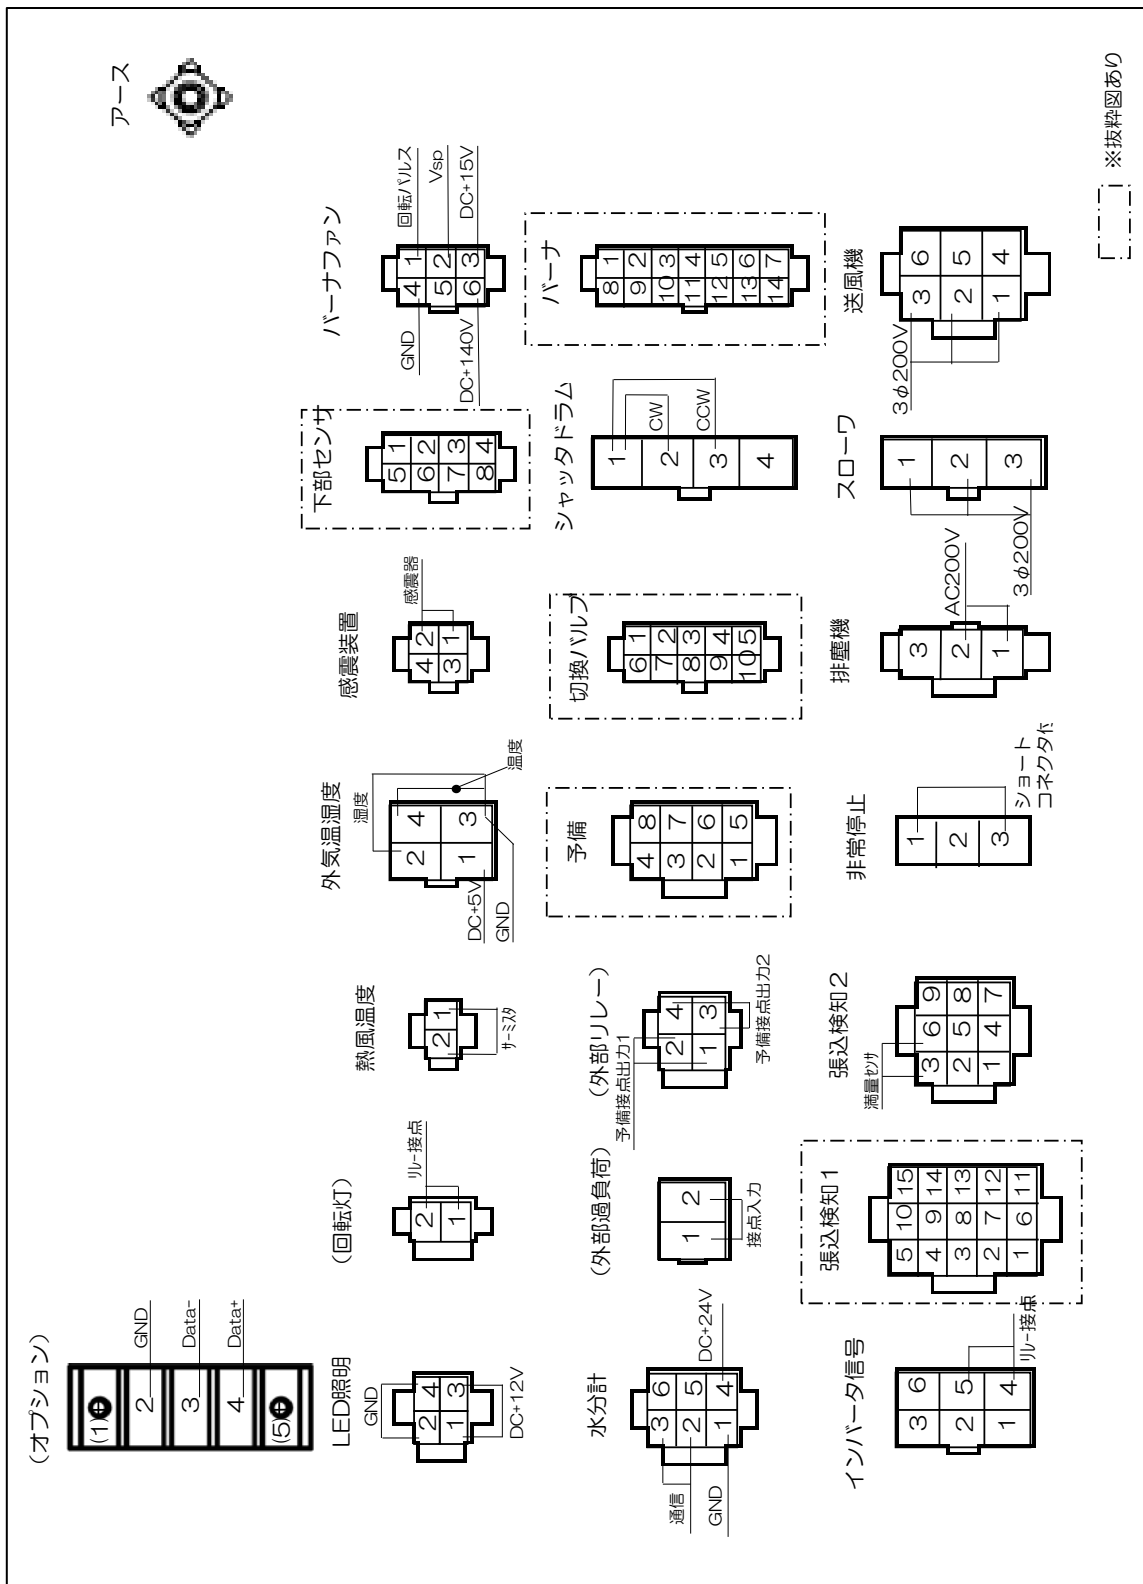 (オプション)
(1)
2
3
4
(5)
GND
Data-
Data+
アース
LED照明
GND
2 4
1 3
DC+12V
(回転灯)
リレー接点
2
1
熱風温度
2 1
サーミスタ
外気温湿度
湿度
温度
2 4
1 3
DC+5V
GND
感震装置
感震器
4 2
3 1
下部センサ
5 1
6 2
7 3
8 4
バーナファン
回転パルス
Vsp
DC+15V
4 1
5 2
6 3
GND
DC+140V
水分計
3 6
2 5
1 4
DC+24V
通信
GND
(外部過負荷)
1 2
接点入力
(外部リレー)
予備接点出力1
2 4
1 3
予備接点出力2
予備
4 8
3 7
2 6
1 5
切換バルブ
6 1
7 2
8 3
9 4
10 5
シャッタドラム
1
2
3
4
CW
CCW
バーナ
8 1
9 2
10 3
11 4
12 5
13 6
14 7
インバータ信号
3 6
2 5
1 4
リレー接点
張込検知1
5 10 15
4 9 14
3 8 13
2 7 12
1 6 11
張込検知2
満量センサ
3 6 9
2 5 8
1 4 7
非常停止
1
2
3
ショート
コネクタ付
排塵機
3
2
1
AC200V
スローワ
1
2
3
3φ200V
送風機
3 6
2 5
1 4
3φ200V
※抜粋図あり